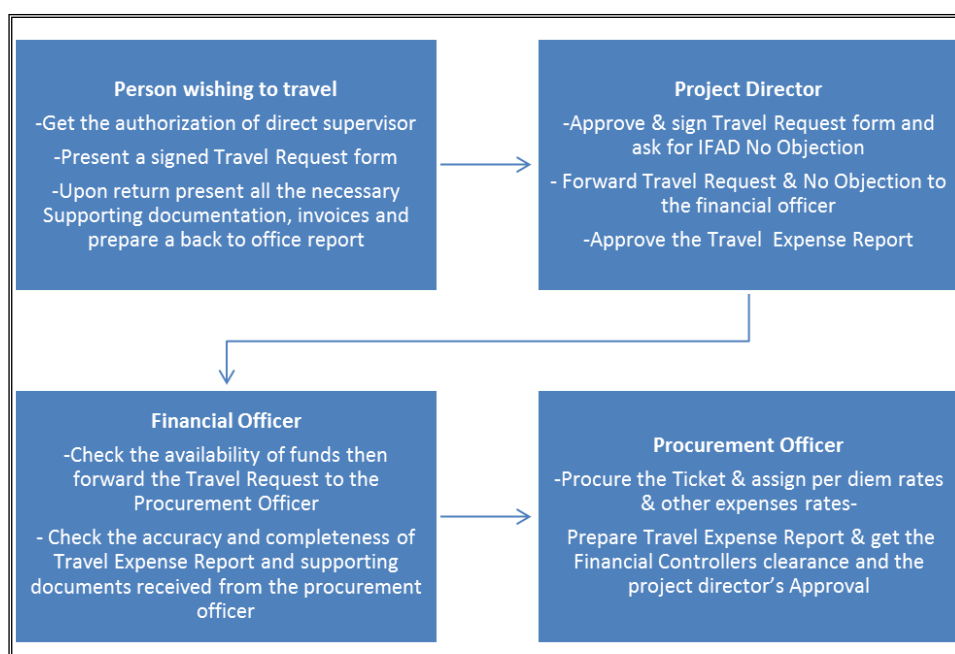 Person wishing to travel
-Get the authorization of direct supervisor
-Present a signed Travel Request form
-Upon return present all the necessary
Supporting documentation, invoices and
prepare a back to office report
Project Director
-Approve & sign Travel Request form and
ask for IFAD No Objection
- Forward Travel Request & No Objection to
the financial officer
-Approve the Travel Expense Report
Financial Officer
-Check the availability of funds then
forward the Travel Request to the
Procurement Officer
- Check the accuracy and completeness of
Travel Expense Report and supporting
documents received from the procurement
officer
Procurement Officer
-Procure the Ticket & assign per diem rates
& other expenses rates-
Prepare Travel Expense Report & get the
Financial Controllers clearance and the
project director’s Approval